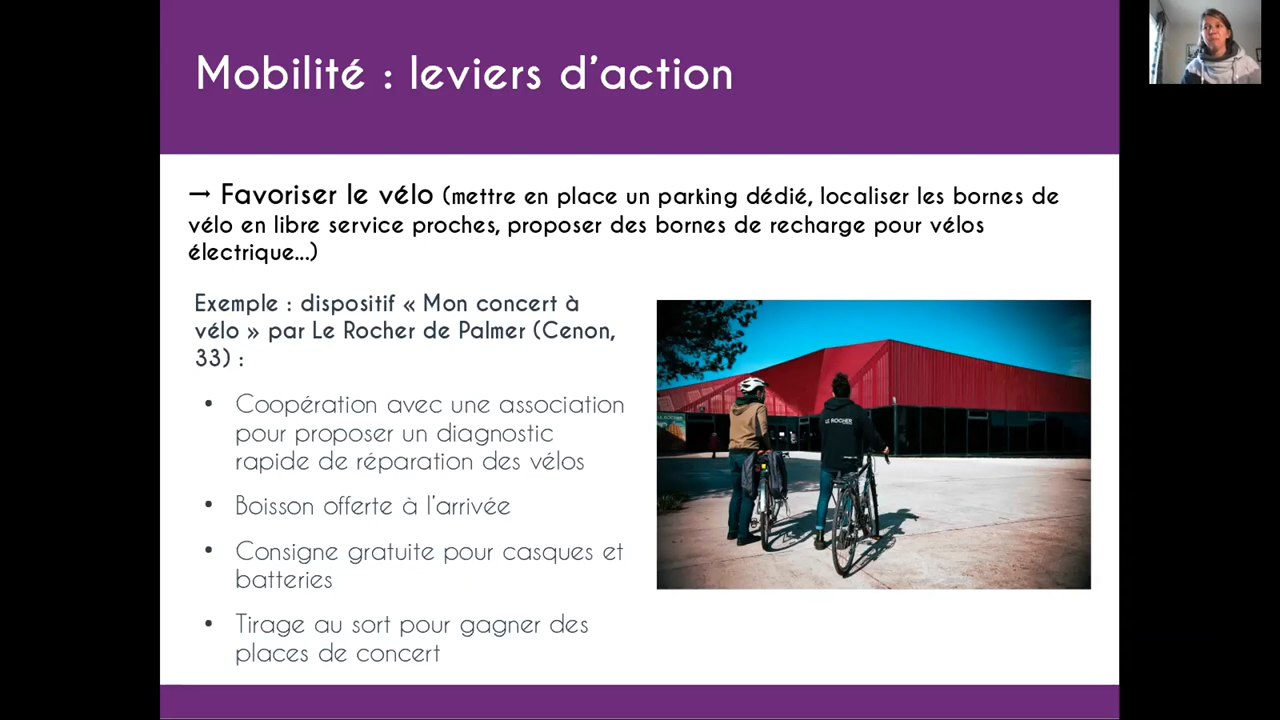 Mobilité : leviers d’action
→ Favoriser le vélo (mettre en place un parking dédié, localiser les bornes de
vélo en libre service proches, proposer des bornes de recharge pour vélos
électrique...)
Exemple : dispositif « Mon concert à
vélo » par Le Rocher de Palmer (Cenon,
33) :
• Coopération avec une association
pour proposer un diagnostic
rapide de réparation des vélos
• Boisson offerte à l’arrivée
• Consigne gratuite pour casques et
batteries
• Tirage au sort pour gagner des
places de concert
LE ROCHER